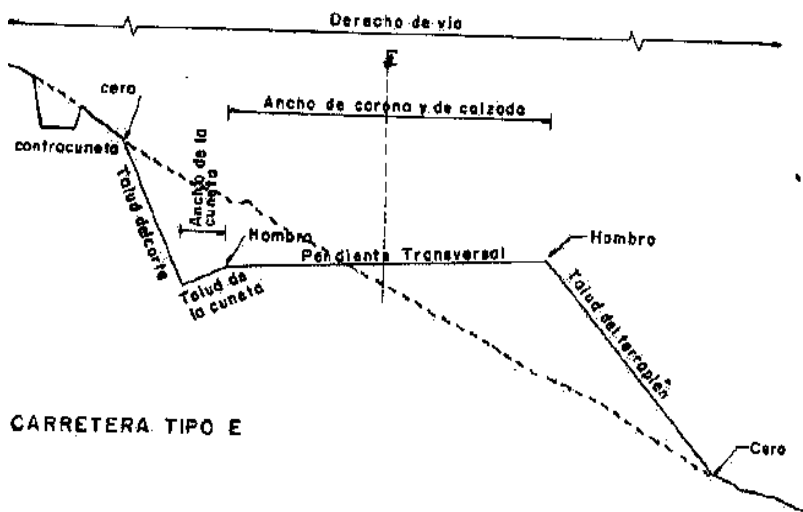 Derecho de vía
℄
cero
Ancho de corona y de calzada
contracuneta
Ancho de la
cuneta
Talud del corte
Hombro
Pendiente Transversal
Hombro
Talud de
la cuneta
Talud del terraplén
CARRETERA TIPO E
Cero